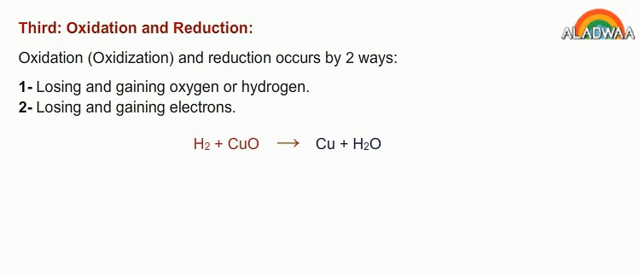 Third: Oxidation and Reduction:
ALADWAA
Oxidation (Oxidization) and reduction occurs by 2 ways:
1- Losing and gaining oxygen or hydrogen.
2- Losing and gaining electrons.
H₂ + CuO ⟶ Cu + H₂O